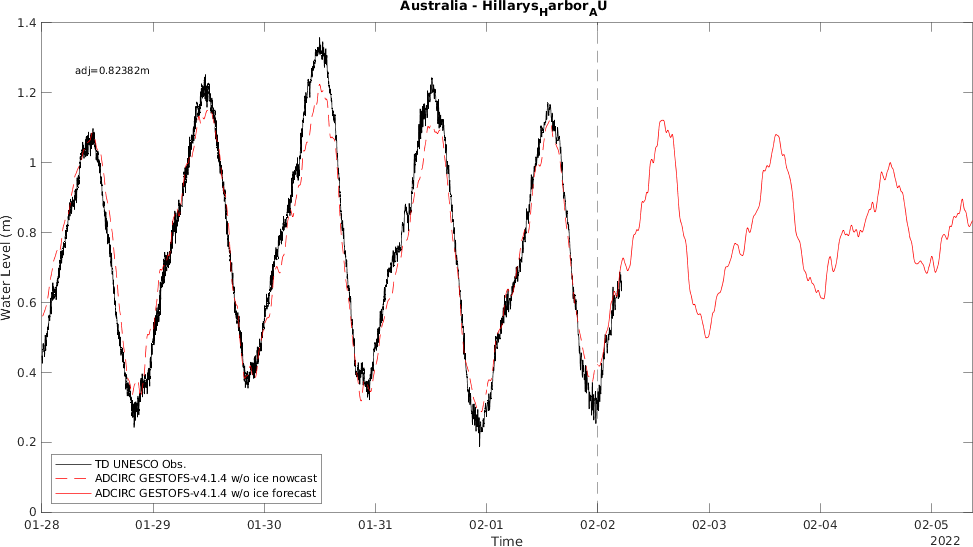 Australia - Hillarys_Harbor_AU
1.4
adj=0.82382m
1.2
1
0.8
Water Level (m)
0.6
0.4
0.2
TD UNESCO Obs.
ADCIRC GESTOFS-v4.1.4 w/o ice nowcast
ADCIRC GESTOFS-v4.1.4 w/o ice forecast
0
01-28 01-29 01-30 01-31 02-01 02-02 02-03 02-04 02-05
Time 2022